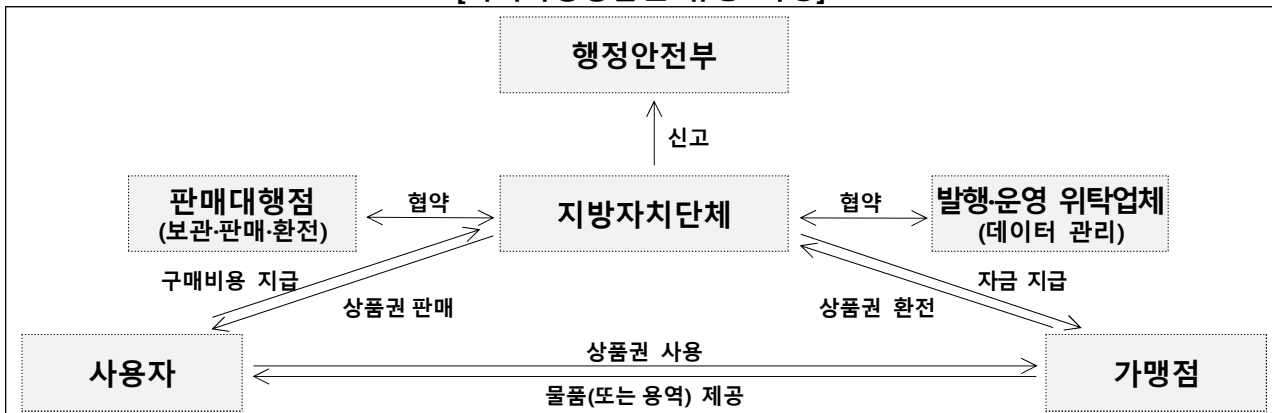 행정안전부
신고
판매대행점
(보관·판매·환전)
협약
지방자치단체
협약
발행·운영 위탁업체
(데이터 관리)
구매비용 지급
상품권 판매
자금 지급
상품권 환전
사용자
상품권 사용
물품(또는 용역) 제공
가맹점